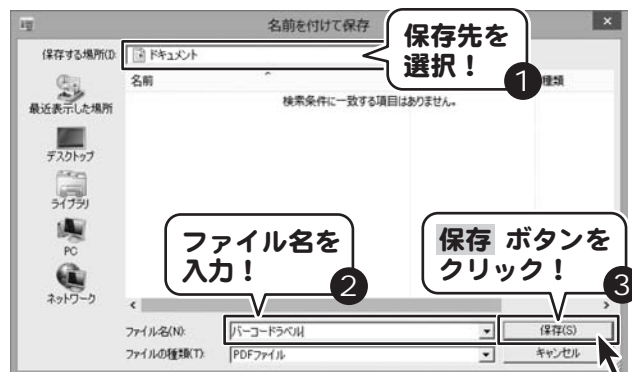 名前を付けて保存
保存する場所(I):
ドキュメント
保存先を
選択！
1
名前
種類
検索条件に一致する項目はありません。
最近表示した場所
デスクトップ
ライブラリ
PC
ネットワーク
ファイル名を
入力！
2
保存 ボタンを
クリック！
3
ファイル名(N):
バーコードラベル
保存(S)
ファイルの種類(T):
PDFファイル
キャンセル